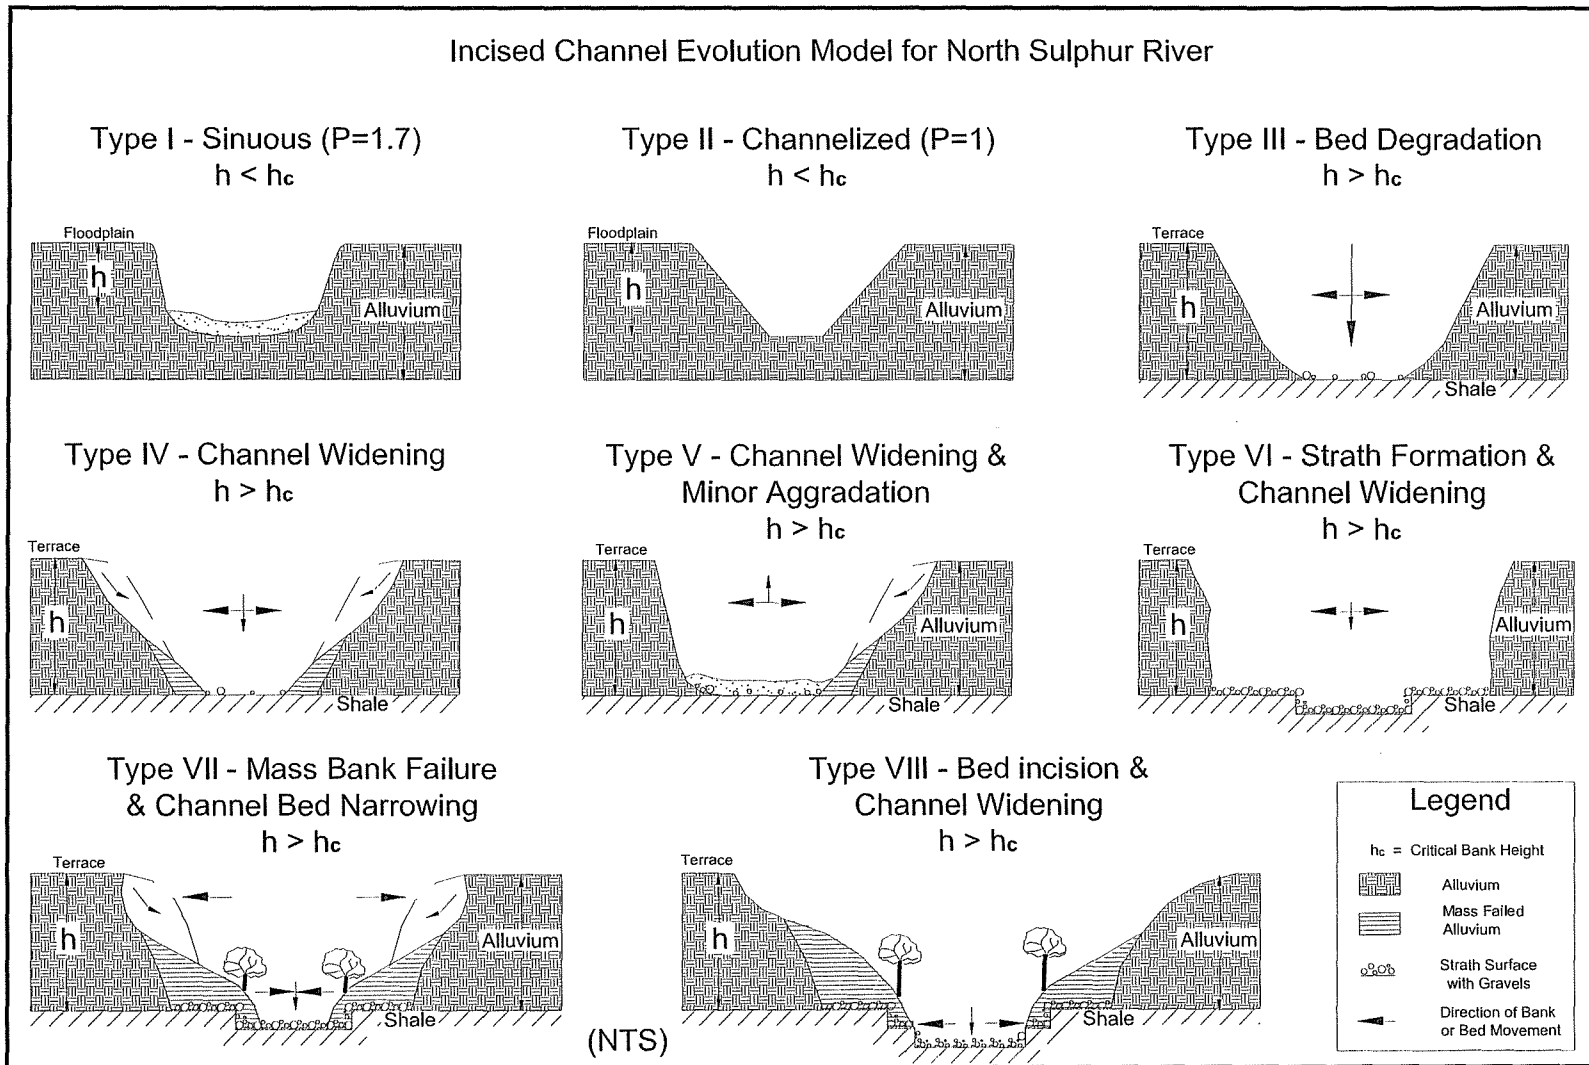 Incised Channel Evolution Model for North Sulphur River
Type I - Sinuous (P=1.7)
h < hc
Floodplain
h
Alluvium
Type II - Channelized (P=1)
h < hc
Floodplain
h
Alluvium
Type III - Bed Degradation
h > hc
Terrace
h
Alluvium
Shale
Type IV - Channel Widening
h > hc
Terrace
h
Shale
Type V - Channel Widening &
Minor Aggradation
h > hc
Terrace
h
Alluvium
Shale
Type VI - Strath Formation &
Channel Widening
h > hc
Terrace
h
Alluvium
Shale
Type VII - Mass Bank Failure
& Channel Bed Narrowing
h > hc
Terrace
h
Alluvium
Shale
(NTS)
Type VIII - Bed incision &
Channel Widening
h > hc
Terrace
h
Alluvium
Shale
Legend
hc = Critical Bank Height
Alluvium
Mass Failed
Alluvium
Strath Surface
with Gravels
Direction of Bank
or Bed Movement